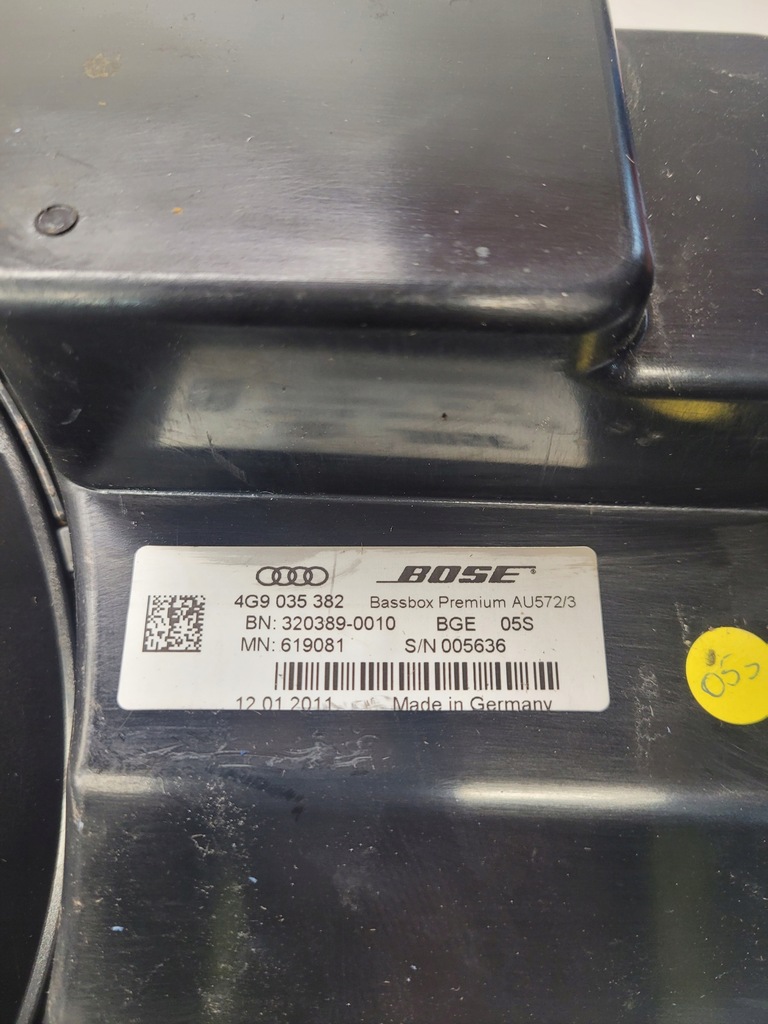 BOSE®
4G9 035 382 Bassbox Premium AU572/3
BN: 320389-0010 BGE 05S
MN: 619081 S/N 005636
12.01.2011 Made in Germany